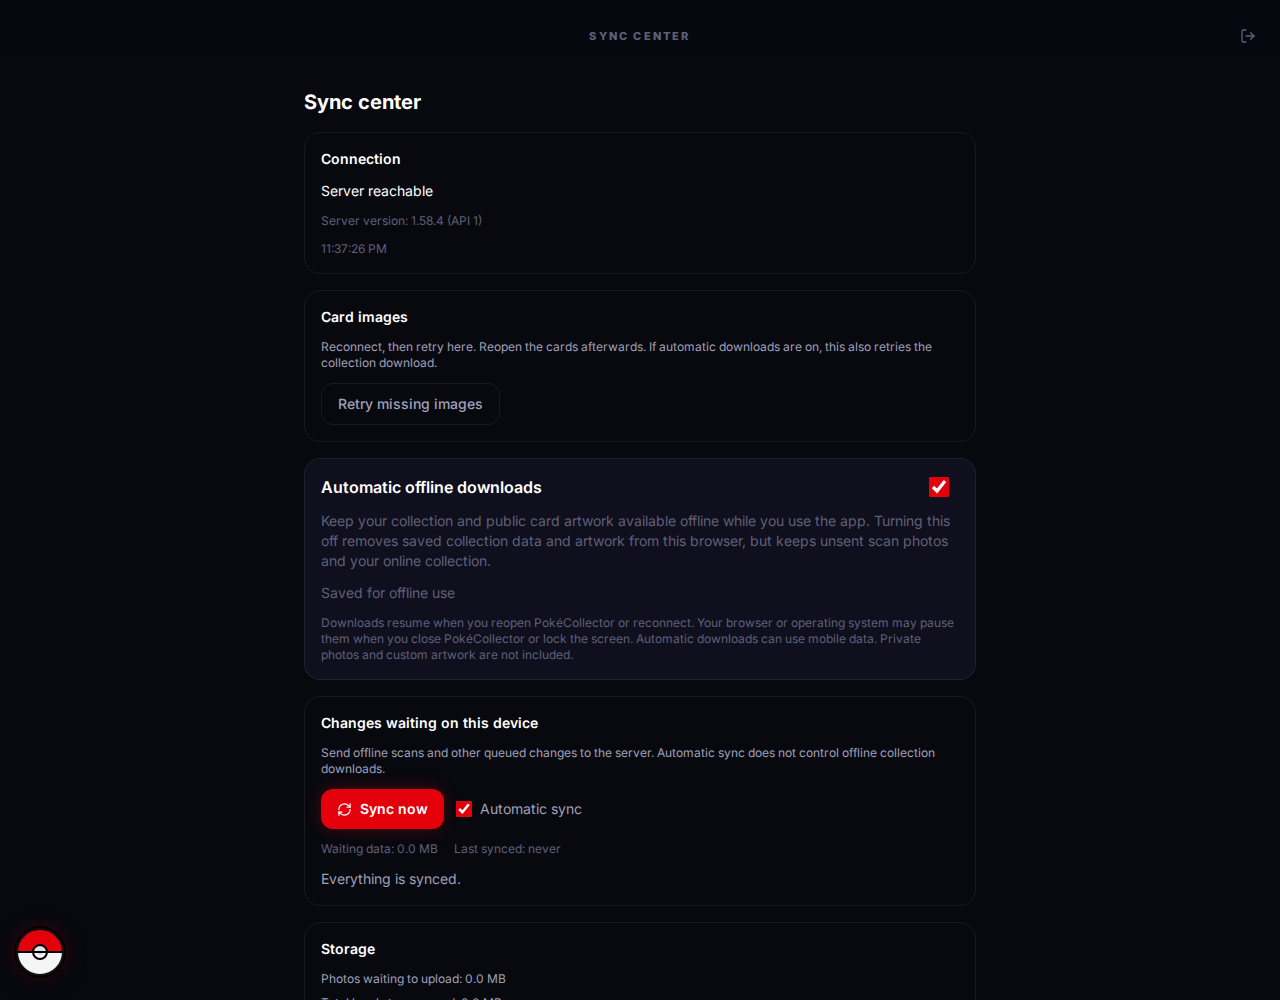 SYNC CENTER
Sync center
Connection
Server reachable
Server version: 1.58.4 (API 1)
11:37:26 PM
Card images
Reconnect, then retry here. Reopen the cards afterwards. If automatic downloads are on, this also retries the
collection download.
Retry missing images
Automatic offline downloads
Keep your collection and public card artwork available offline while you use the app. Turning this
off removes saved collection data and artwork from this browser, but keeps unsent scan photos
and your online collection.
Saved for offline use
Downloads resume when you reopen PokéCollector or reconnect. Your browser or operating system may pause
them when you close PokéCollector or lock the screen. Automatic downloads can use mobile data. Private
photos and custom artwork are not included.
Changes waiting on this device
Send offline scans and other queued changes to the server. Automatic sync does not control offline collection
downloads.
Sync now Automatic sync
Waiting data: 0.0 MB Last synced: never
Everything is synced.
Storage
Photos waiting to upload: 0.0 MB